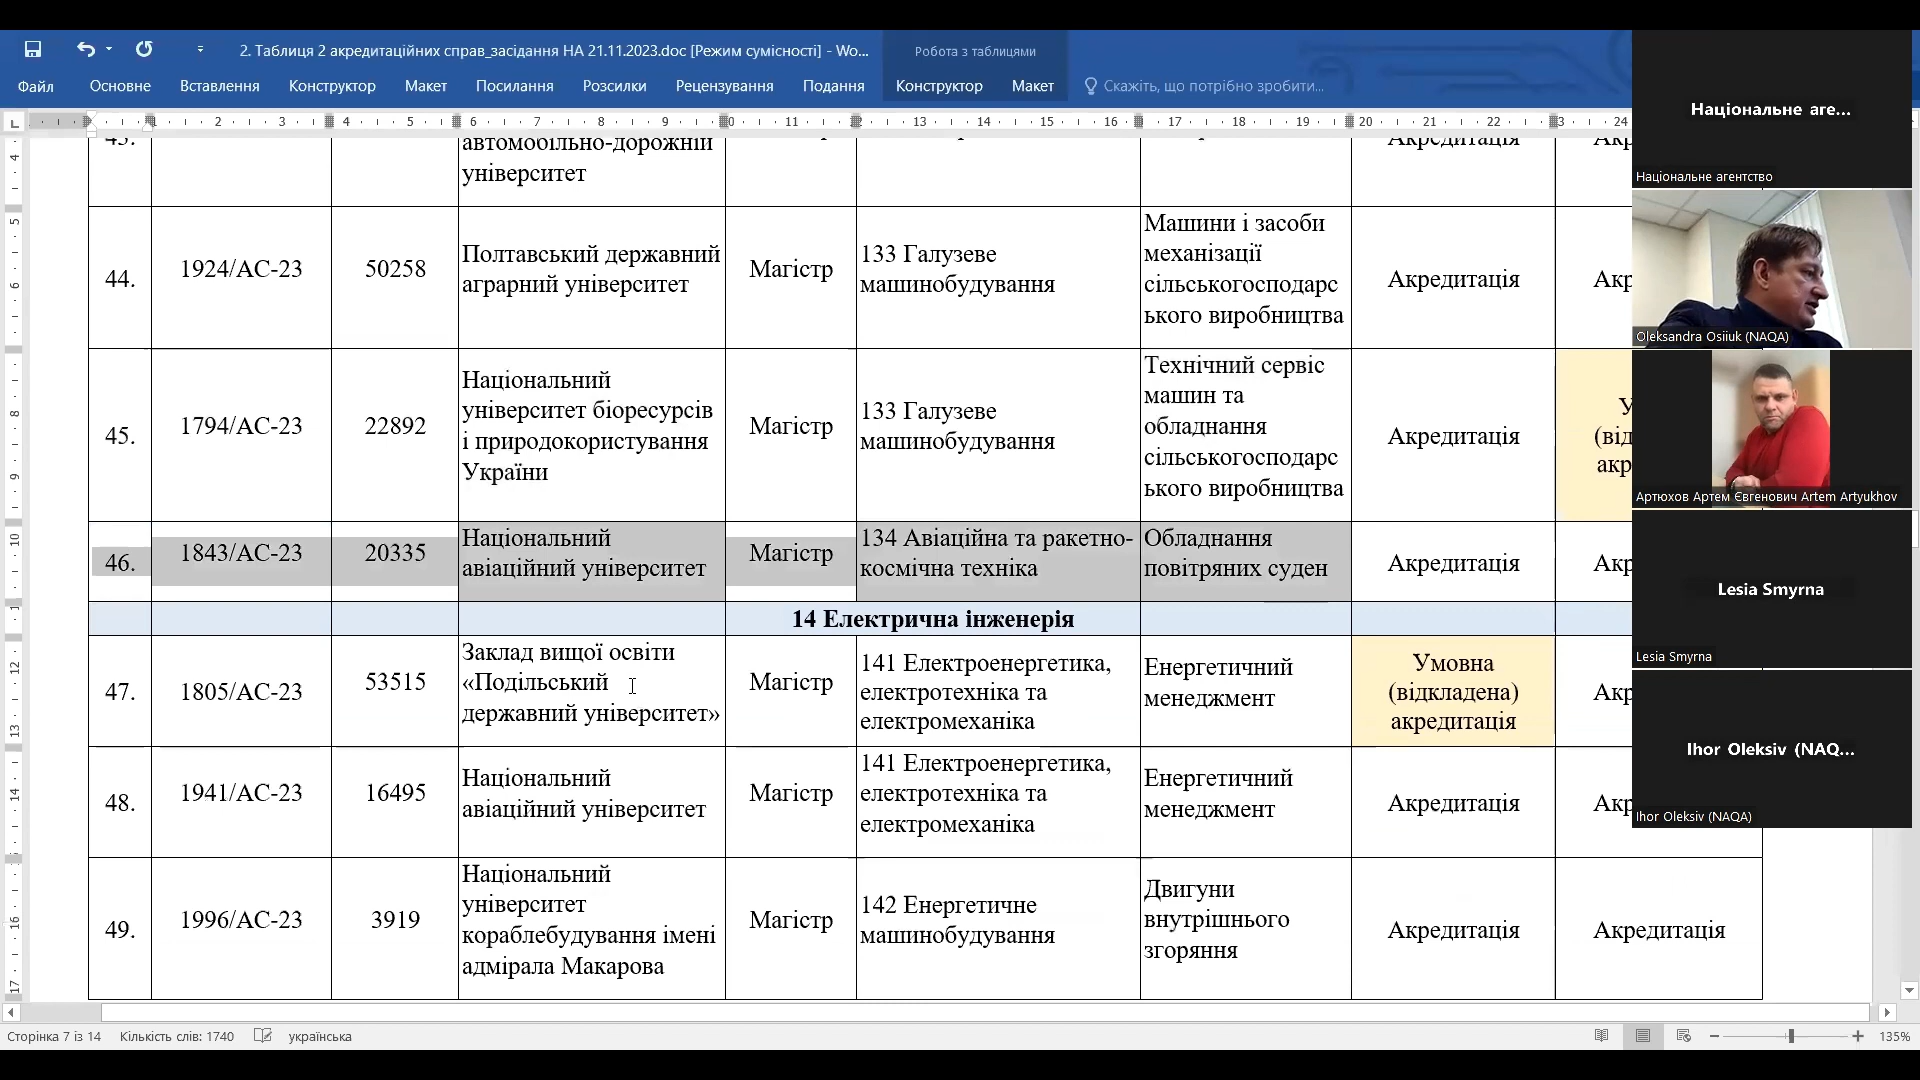 2. Таблиця 2 акредитаційних справ_засідання НА 21.11.2023.doc [Режим сумісності] - Wo...
Робота з таблицями
Файл Основне Вставлення Конструктор Макет Посилання Розсилки Рецензування Подання Конструктор Макет Скажіть, що потрібно зробити...
автомобільно-дорожній
університет
44.
1924/АС-23
50258
Полтавський державний
аграрний університет
Магістр
133 Галузеве
машинобудування
Машини і засоби
механізації
сільськогосподарс
ького виробництва
Акредитація
45.
1794/АС-23
22892
Національний
університет біоресурсів
і природокористування
України
Магістр
133 Галузеве
машинобудування
Технічний сервіс
машин та
обладнання
сільськогосподарс
ького виробництва
Акредитація
46.
1843/АС-23
20335
Національний
авіаційний університет
Магістр
134 Авіаційна та ракетно-
космічна техніка
Обладнання
повітряних суден
Акредитація
14 Електрична інженерія
47.
1805/АС-23
53515
Заклад вищої освіти
«Подільський
державний університет»
Магістр
141 Електроенергетика,
електротехніка та
електромеханіка
Енергетичний
менеджмент
Умовна
(відкладена)
акредитація
48.
1941/АС-23
16495
Національний
авіаційний університет
Магістр
141 Електроенергетика,
електротехніка та
електромеханіка
Енергетичний
менеджмент
Акредитація
49.
1996/АС-23
3919
Національний
університет
кораблебудування імені
адмірала Макарова
Магістр
142 Енергетичне
машинобудування
Двигуни
внутрішнього
згоряння
Акредитація
Акредитація
Національне аге...
Національне агентство
Oleksandra Osiiuk (NAQA)
Артюхов Артем Євгенович Artem Artyukhov
Lesia Smyrna
Lesia Smyrna
Ihor Oleksiv (NAQ...
Ihor Oleksiv (NAQA)
Сторінка 7 із 14 Кількість слів: 1740 українська 135%